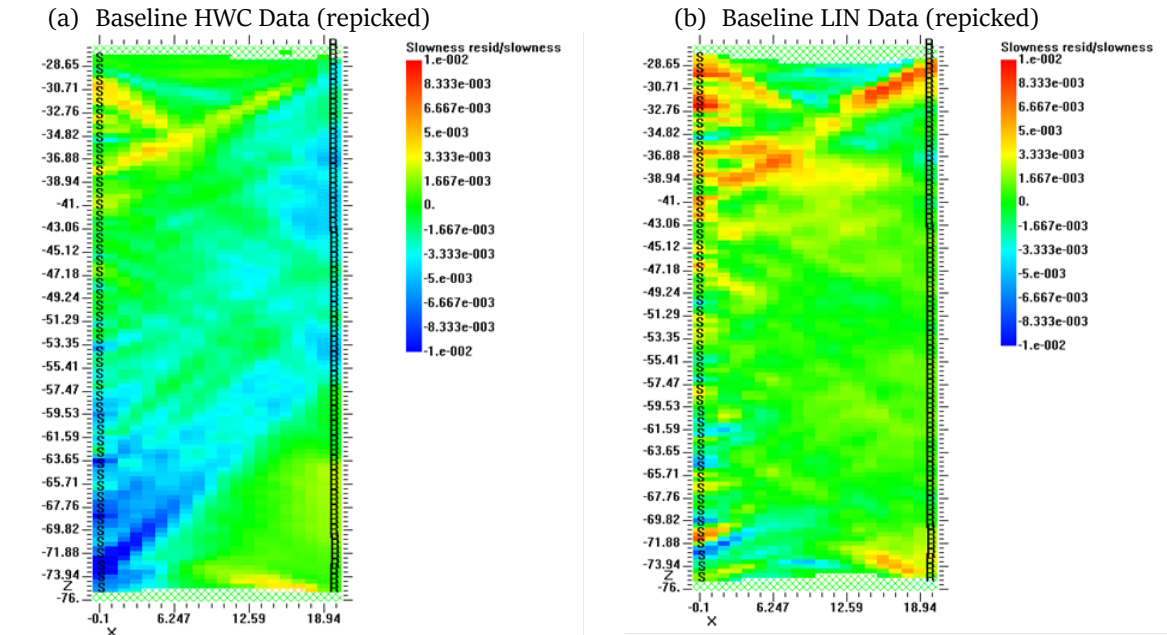 (a) Baseline HWC Data (repicked)
Slowness resid/slowness
1.e-002
8.333e-003
6.667e-003
5.e-003
3.333e-003
1.667e-003
0.
-1.667e-003
-3.333e-003
-5.e-003
-6.667e-003
-8.333e-003
-1.e-002
-28.65
-30.71
-32.76
-34.82
-36.88
-38.94
-41.
-43.06
-45.12
-47.18
-49.24
-51.29
-53.35
-55.41
-57.47
-59.53
-61.59
-63.65
-65.71
-67.76
-69.82
-71.88
-73.94
Z
-76.
-0.1 6.247 12.59 18.94
X
(b) Baseline LIN Data (repicked)
Slowness resid/slowness
1.e-002
8.333e-003
6.667e-003
5.e-003
3.333e-003
1.667e-003
0.
-1.667e-003
-3.333e-003
-5.e-003
-6.667e-003
-8.333e-003
-1.e-002
-28.65
-30.71
-32.76
-34.82
-36.88
-38.94
-41.
-43.06
-45.12
-47.18
-49.24
-51.29
-53.35
-55.41
-57.47
-59.53
-61.59
-63.65
-65.71
-67.76
-69.82
-71.88
-73.94
Z
-76.
-0.1 6.247 12.59 18.94
X